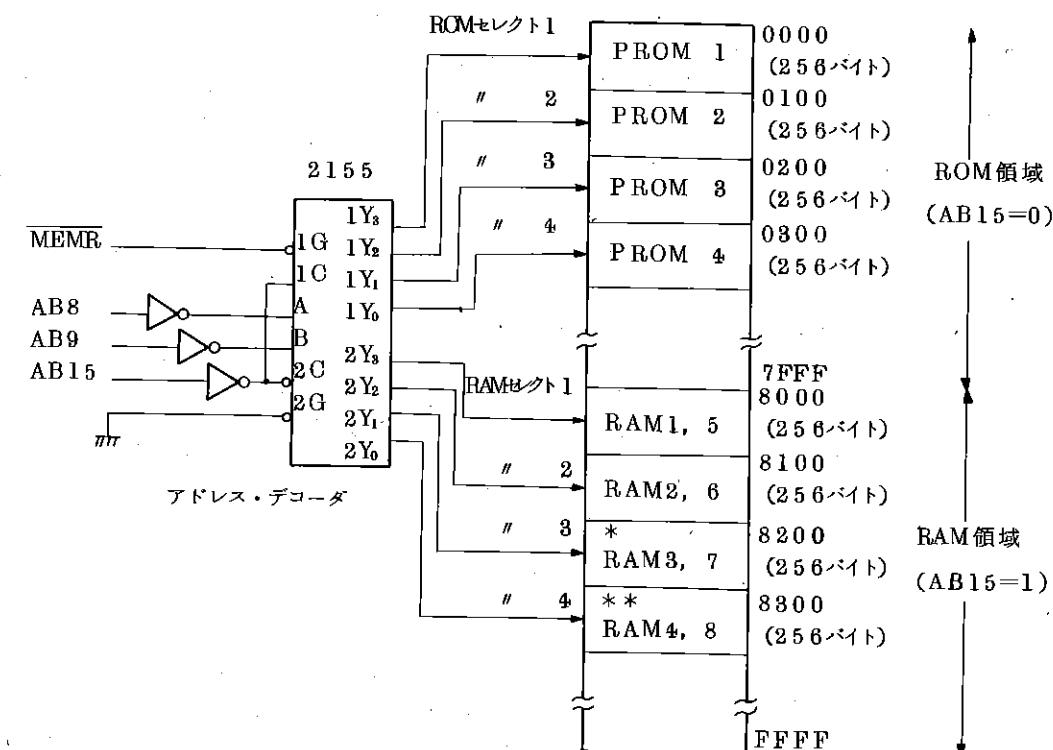 ROMセレクト1
PROM 1
0000
(256バイト)
〃 2
PROM 2
0100
(256バイト)
〃 3
PROM 3
0200
(256バイト)
〃 4
PROM 4
0300
(256バイト)
ROM領域
(AB15=0)
2155
MEMR
AB8
AB9
AB15
1G
1C
A
B
2C
2G
1Y₃
1Y₂
1Y₁
1Y₀
2Y₃
2Y₂
2Y₁
2Y₀
アドレス・デコーダ
7FFF
RAMセレクト1
RAM1, 5
8000
(256バイト)
〃 2
RAM2, 6
8100
(256バイト)
〃 3
*
RAM3, 7
8200
(256バイト)
〃 4
**
RAM4, 8
8300
(256バイト)
RAM領域
(AB15=1)
FFFF